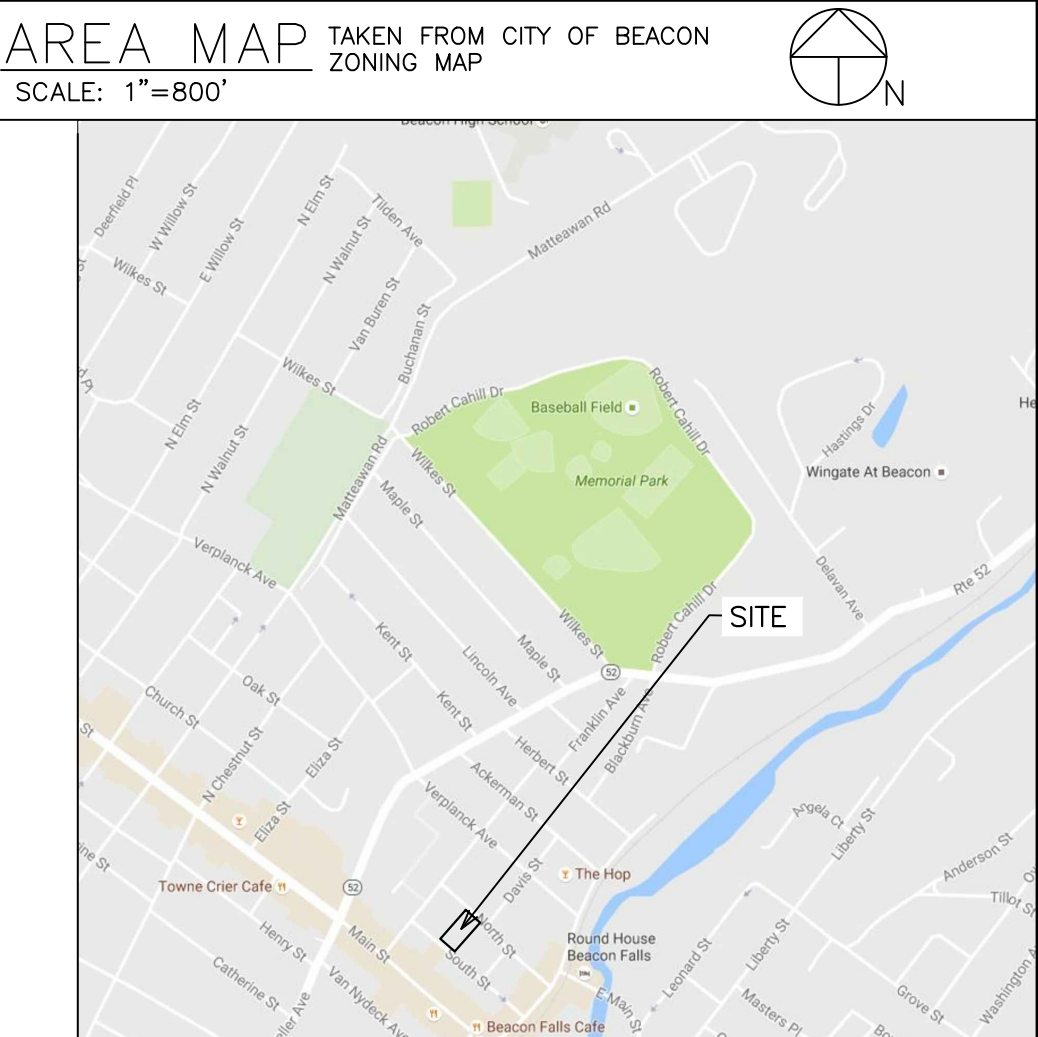 AREA MAP
TAKEN FROM CITY OF BEACON
ZONING MAP
SCALE: 1"=800'
N
Beacon High School
Deerfield Pl
W Willow St
E Willow St
N Elm St
Tilden Ave
N Walnut St
Matteawan Rd
Wilkes St
Van Buren St
Buchanan St
Wilkes St
Robert Cahill Dr
Robert Cahill Dr
Baseball Field
Hastings Dr
He
N Elm St
N Walnut St
Matteawan Rd
Wilkes St
Maple St
Memorial Park
Wingate At Beacon
Verplanck Ave
Delavan Ave
Rte 52
SITE
Robert Cahill Dr
Wilkes St
Kent St
Lincoln Ave
Maple St
52
Oak St
Church St
Kent St
Franklin Ave
Blackburn Ave
St
N Chestnut St
Eliza St
Herbert St
Ackerman St
Verplanck Ave
Eliza St
Angela Ct
Liberty St
Anderson St
ine St
Towne Crier Cafe
52
Davis St
The Hop
Tillot St
Henry St
Main St
North St
South St
Round House
Beacon Falls
Leonard St
Liberty St
Catherine St
Van Nydeck Ave
E Main St
Masters Pl
Grove St
Washington A
Beacon Falls Cafe